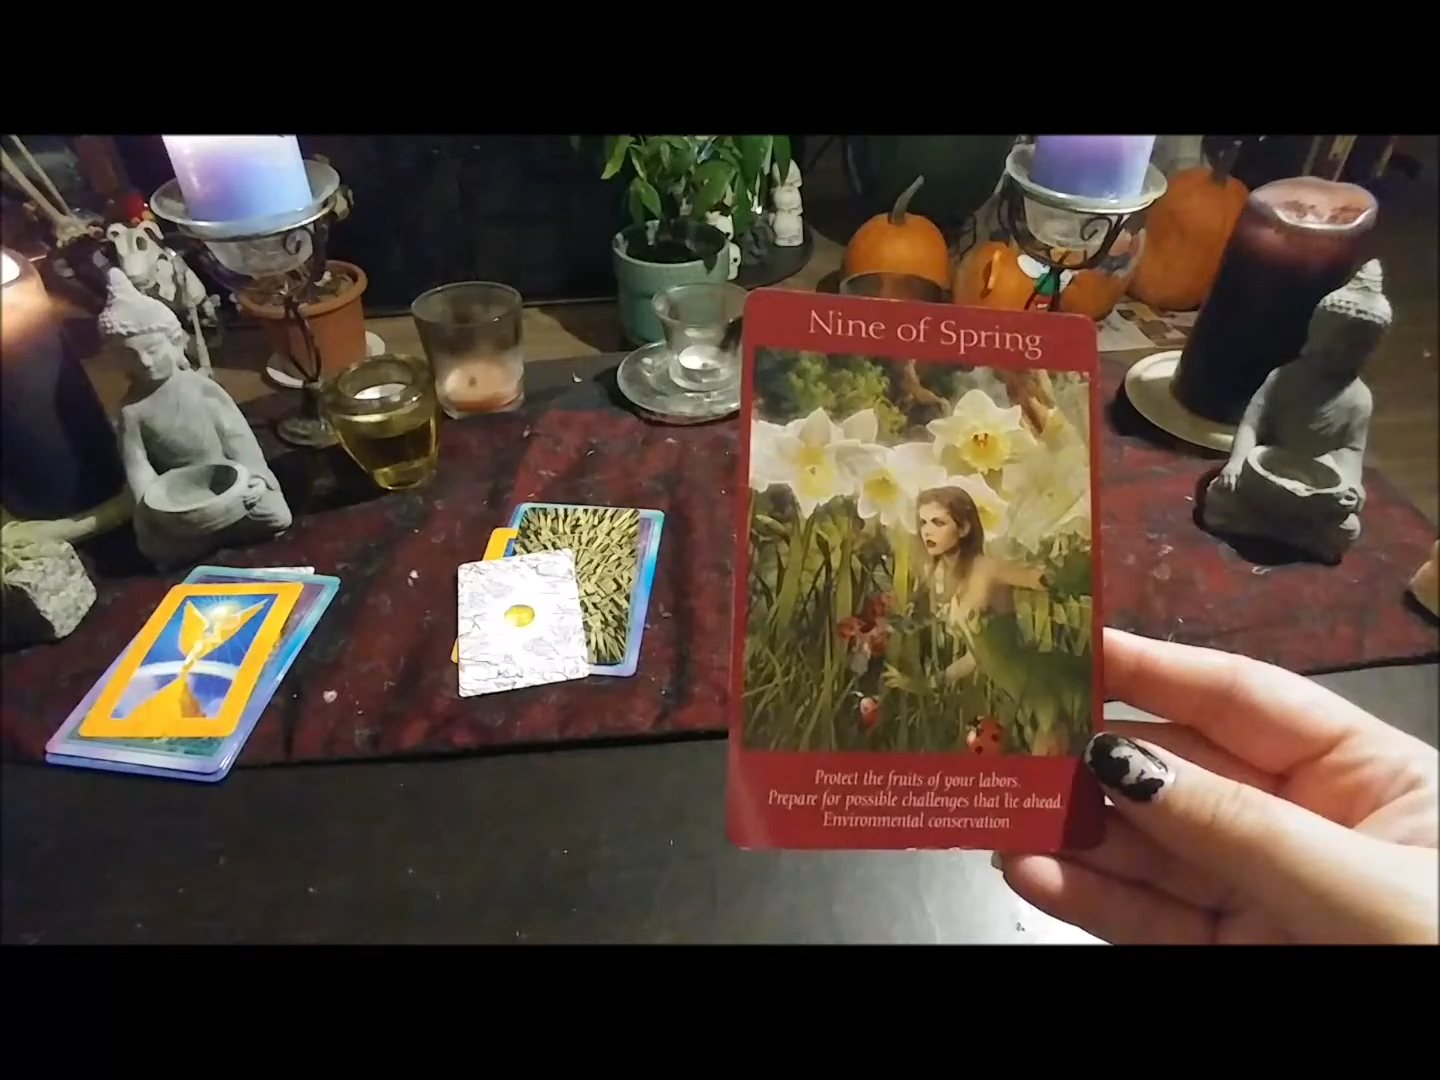 Nine of Spring
Protect the fruits of your labors.
Prepare for possible challenges that lie ahead.
Environmental conservation